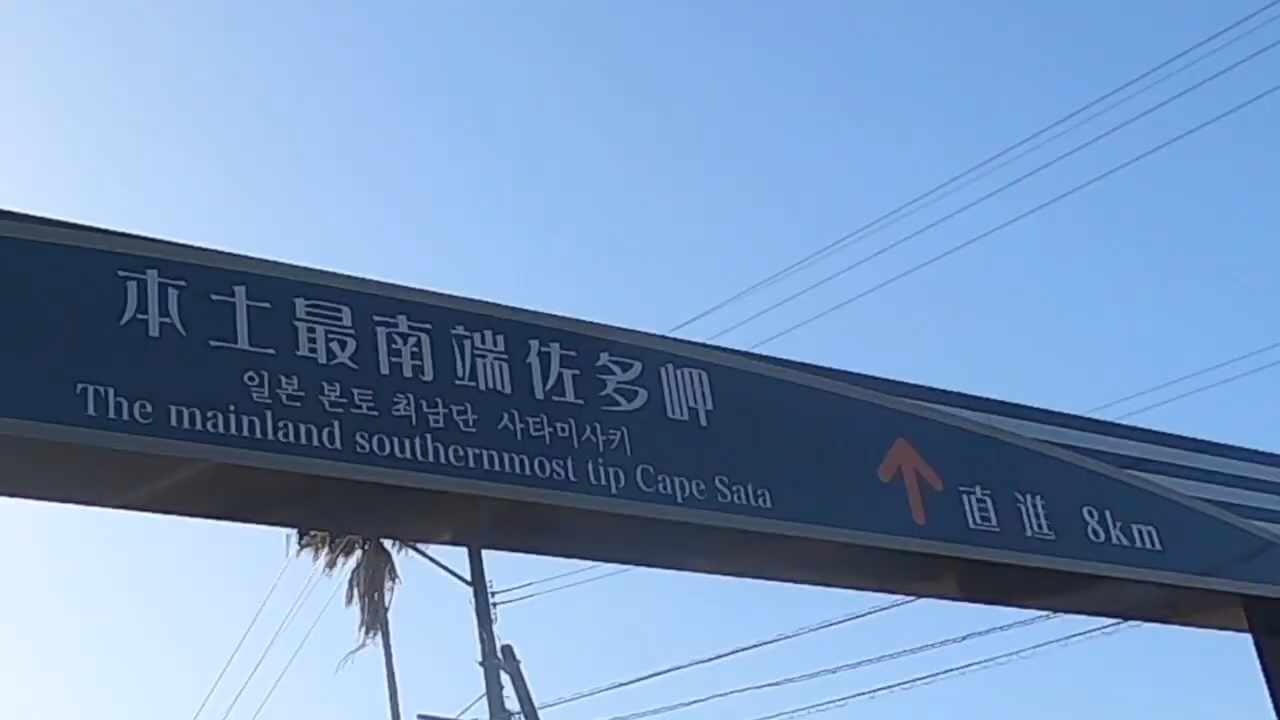 本土最南端佐多岬
일본 본토 최남단 사타미사키
The mainland southernmost tip Cape Sata
↑ 直進 8km